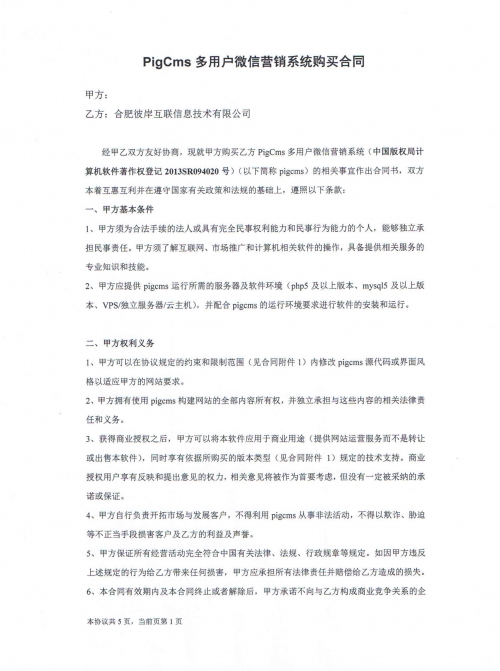 PigCms 多用户微信营销系统购买合同
甲方：
乙方：合肥彼岸互联信息技术有限公司
经甲乙双方友好协商，现就甲方购买乙方 PigCms 多用户微信营销系统（中国版权局计
算机软件著作权登记 2013SR094020 号）（以下简称 pigcms）的相关事宜作出合同书，双方
本着互惠互利并在遵守国家有关政策和法规的基础上，遵照以下条款：
一、甲方基本条件
1、甲方须为合法手续的法人或具有完全民事权利能力和民事行为能力的个人，能够独立承
担民事责任。甲方须了解互联网、市场推广和计算机相关软件的操作，具备提供相关服务的
专业知识和技能。
2、甲方应提供 pigcms 运行所需的服务器及软件环境（php5 及以上版本、mysql5 及以上版
本、VPS/独立服务器/云主机），并配合 pigcms 的运行环境要求进行软件的安装和运行。
二、甲方权利义务
1、甲方可以在协议规定的约束和限制范围（见合同附件 1）内修改 pigcms 源代码或界面风
格以适应甲方的网站要求。
2、甲方拥有使用 pigcms 构建网站的全部内容所有权，并独立承担与这些内容的相关法律责
任和义务。
3、获得商业授权之后，甲方可以将本软件应用于商业用途（提供网站运营服务而不是转让
或出售本软件），同时享有依据所购买的版本类型（见合同附件 1）规定的技术支持。商业
授权用户享有反映和提出意见的权力，相关意见将被作为首要考虑，但没有一定被采纳的承
诺或保证。
4、甲方自行负责开拓市场与发展客户，不得利用 pigcms 从事非法活动，不得以欺诈、胁迫
等不正当手段损害客户及乙方的利益及声誉。
5、甲方保证所有经营活动完全符合中国有关法律、法规、行政规章等规定。如因甲方违反
上述规定的行为给乙方带来任何损害，甲方应承担所有法律责任并赔偿给乙方造成的损失。
6、本合同有效期内及本合同终止或者解除后，甲方承诺不向与乙方构成商业竞争关系的企
本协议共 5 页，当前页第 1 页